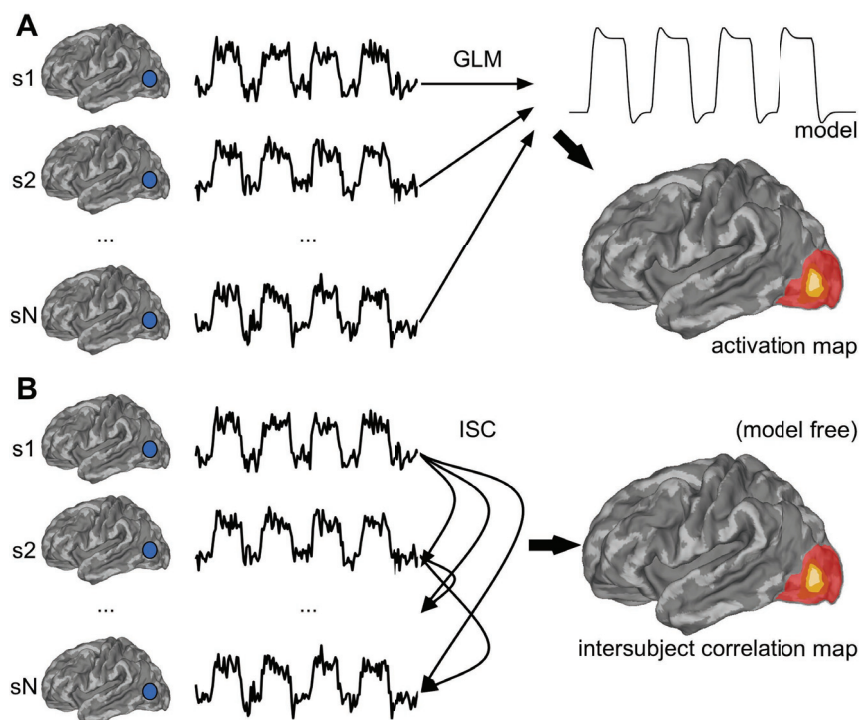 A
s1
GLM
model
s2
... ...
sN
activation map
B
s1
ISC
(model free)
s2
... ...
sN
intersubject correlation map